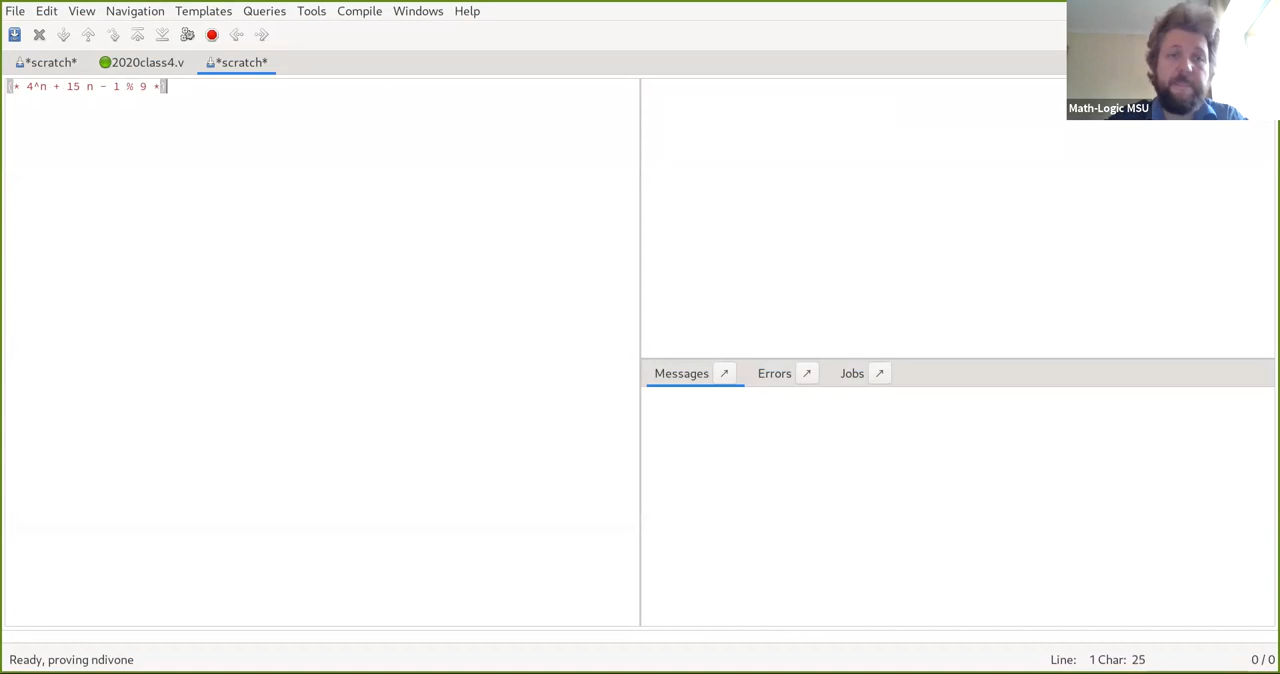 File Edit View Navigation Templates Queries Tools Compile Windows Help
*scratch* 2020class4.v *scratch*
(* 4^n + 15 n - 1 % 9 *)
Math-Logic MSU
Messages Errors Jobs
Ready, proving ndivone Line: 1 Char: 25 0 / 0